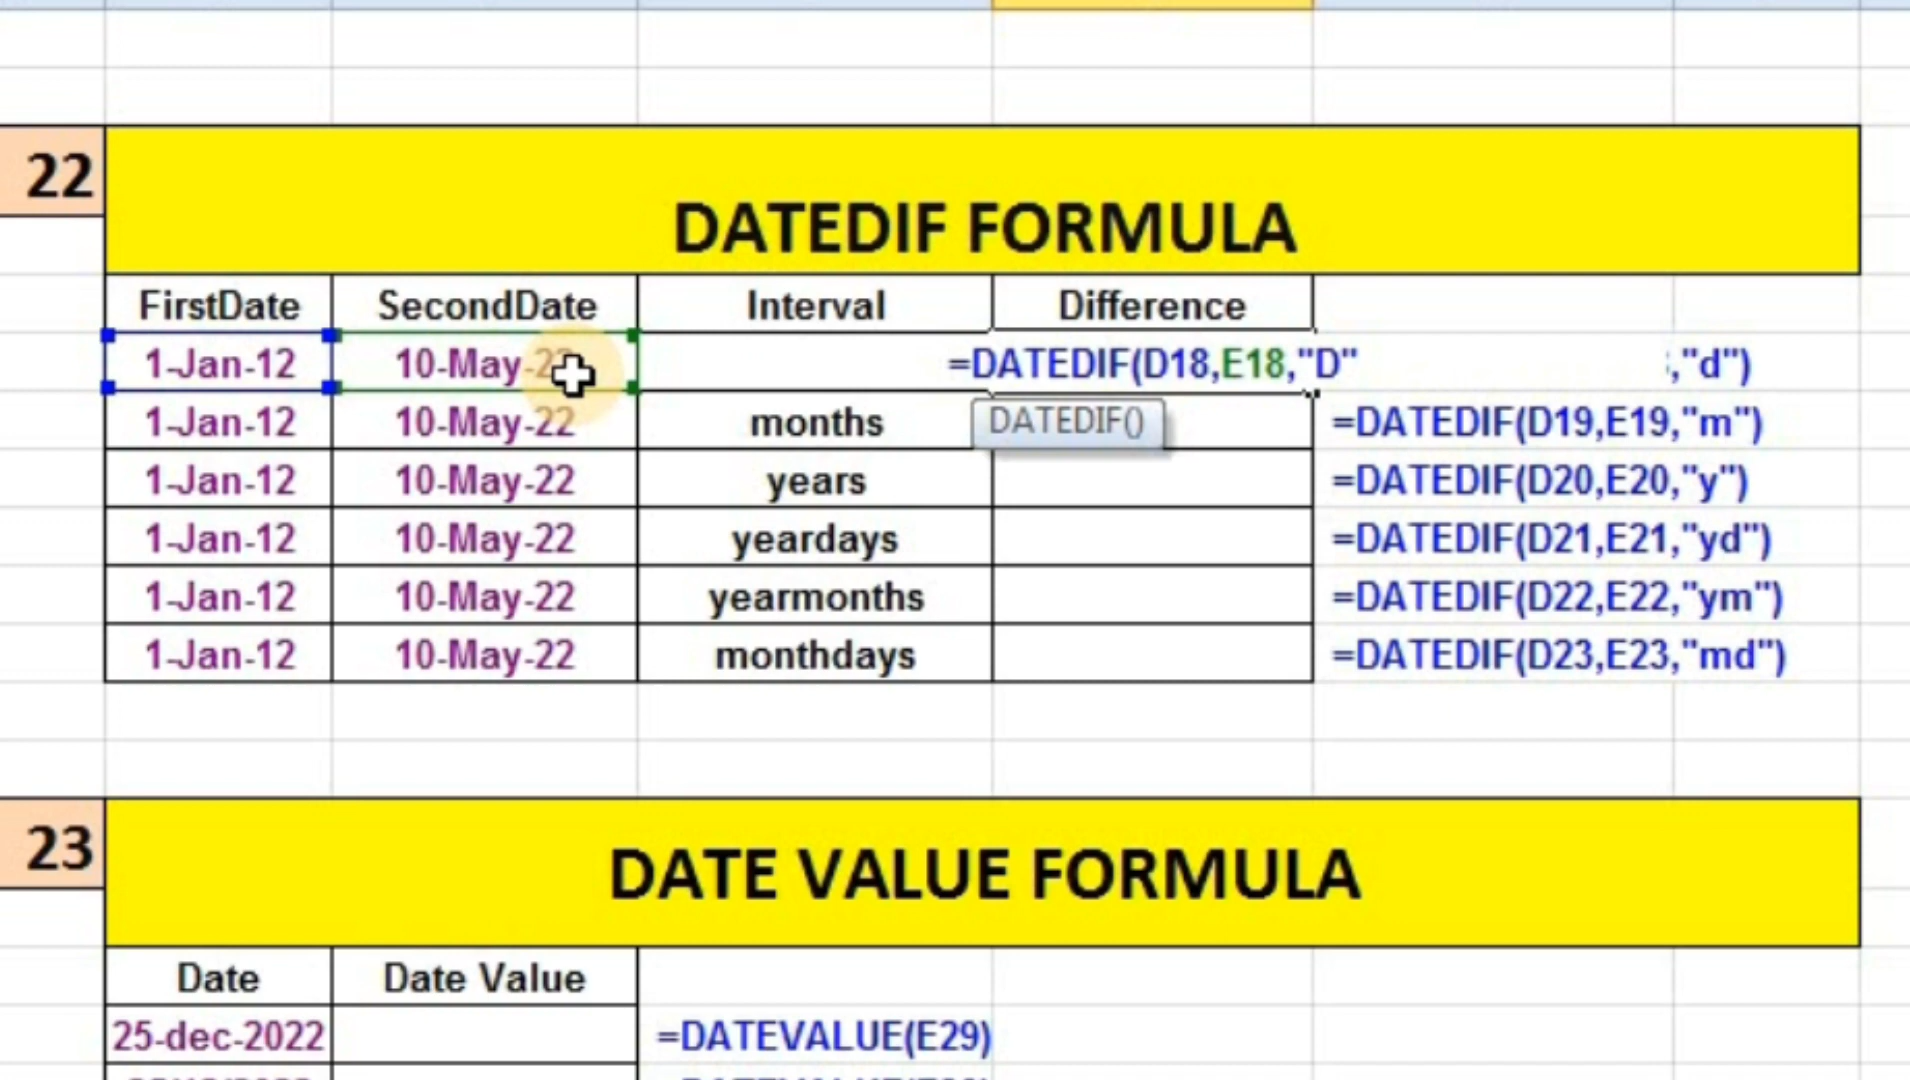 22
DATEDIF FORMULA
FirstDate SecondDate Interval Difference
1-Jan-12 10-May-22 =DATEDIF(D18,E18,"D" ,"d")
1-Jan-12 10-May-22 months DATEDIF() =DATEDIF(D19,E19,"m")
1-Jan-12 10-May-22 years =DATEDIF(D20,E20,"y")
1-Jan-12 10-May-22 yeardays =DATEDIF(D21,E21,"yd")
1-Jan-12 10-May-22 yearmonths =DATEDIF(D22,E22,"ym")
1-Jan-12 10-May-22 monthdays =DATEDIF(D23,E23,"md")
23
DATE VALUE FORMULA
Date Date Value
25-dec-2022 =DATEVALUE(E29)